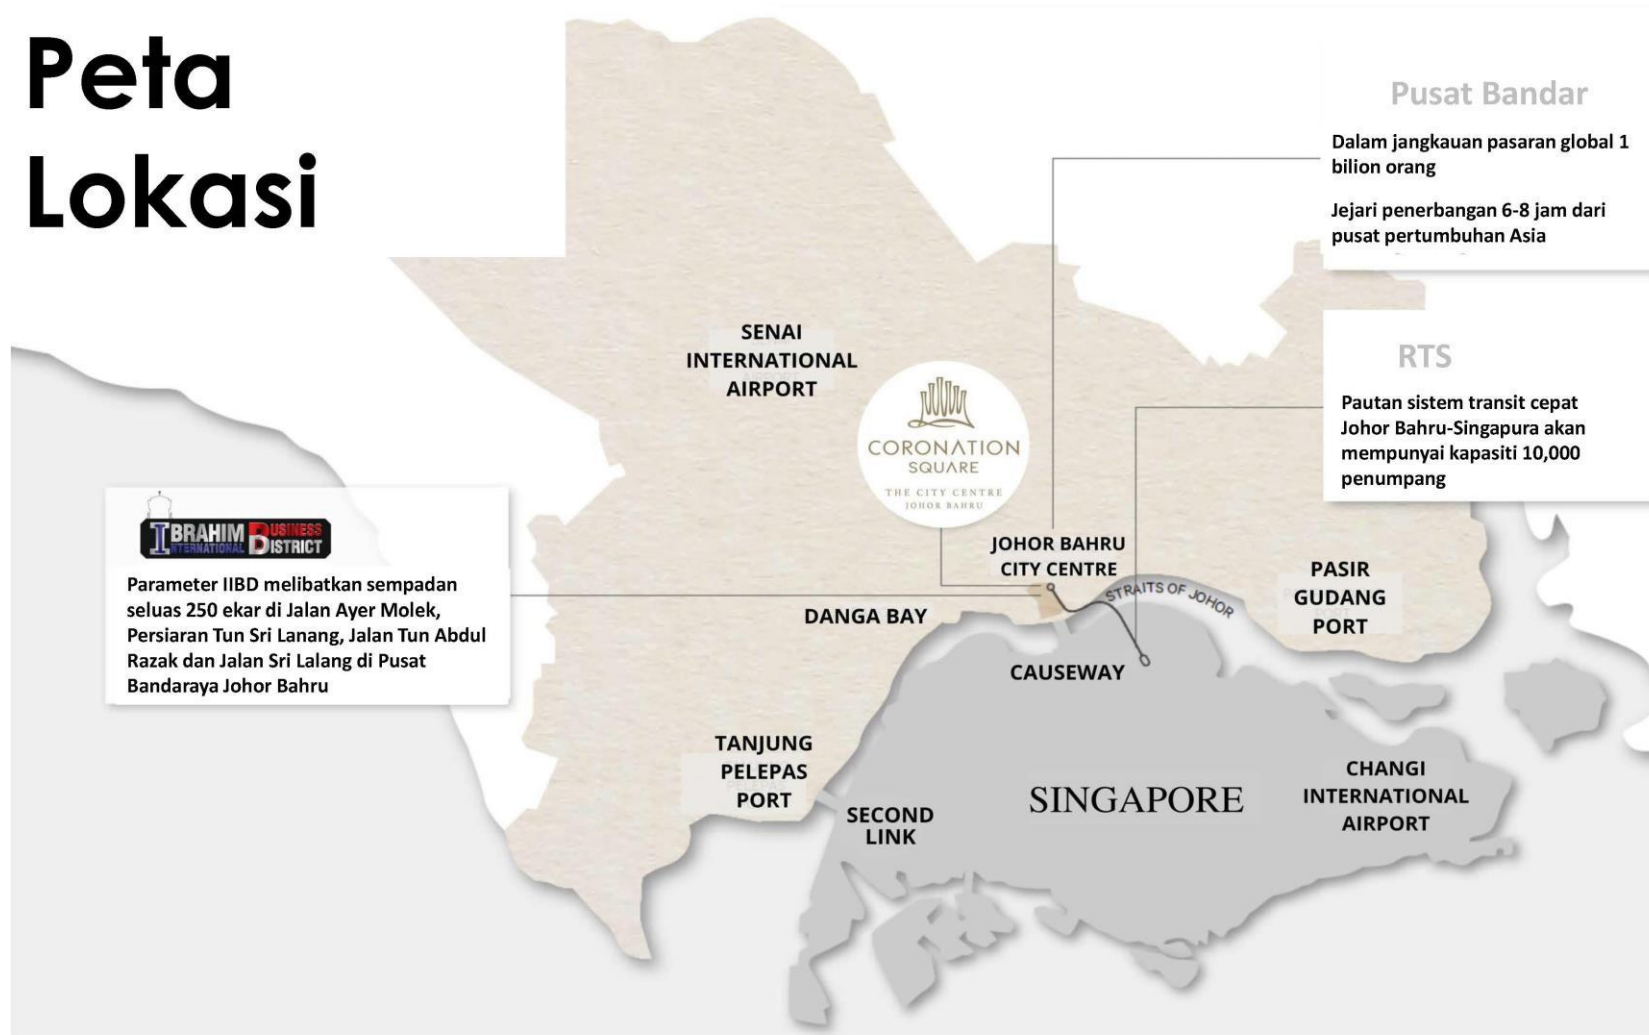 Peta
Lokasi
Pusat Bandar
Dalam jangkauan pasaran global 1
bilion orang
Jejari penerbangan 6-8 jam dari
pusat pertumbuhan Asia
RTS
Pautan sistem transit cepat
Johor Bahru-Singapura akan
mempunyai kapasiti 10,000
penumpang
SENAI
INTERNATIONAL
AIRPORT
CORONATION
SQUARE
THE CITY CENTRE
JOHOR BAHRU
IBRAHIM BUSINESS
INTERNATIONAL DISTRICT
Parameter IIBD melibatkan sempadan
seluas 250 ekar di Jalan Ayer Molek,
Persiaran Tun Sri Lanang, Jalan Tun Abdul
Razak dan Jalan Sri Lalang di Pusat
Bandaraya Johor Bahru
JOHOR BAHRU
CITY CENTRE
STRAITS OF JOHOR
PASIR
GUDANG
PORT
DANGA BAY
CAUSEWAY
TANJUNG
PELEPAS
PORT
SECOND
LINK
SINGAPORE
CHANGI
INTERNATIONAL
AIRPORT